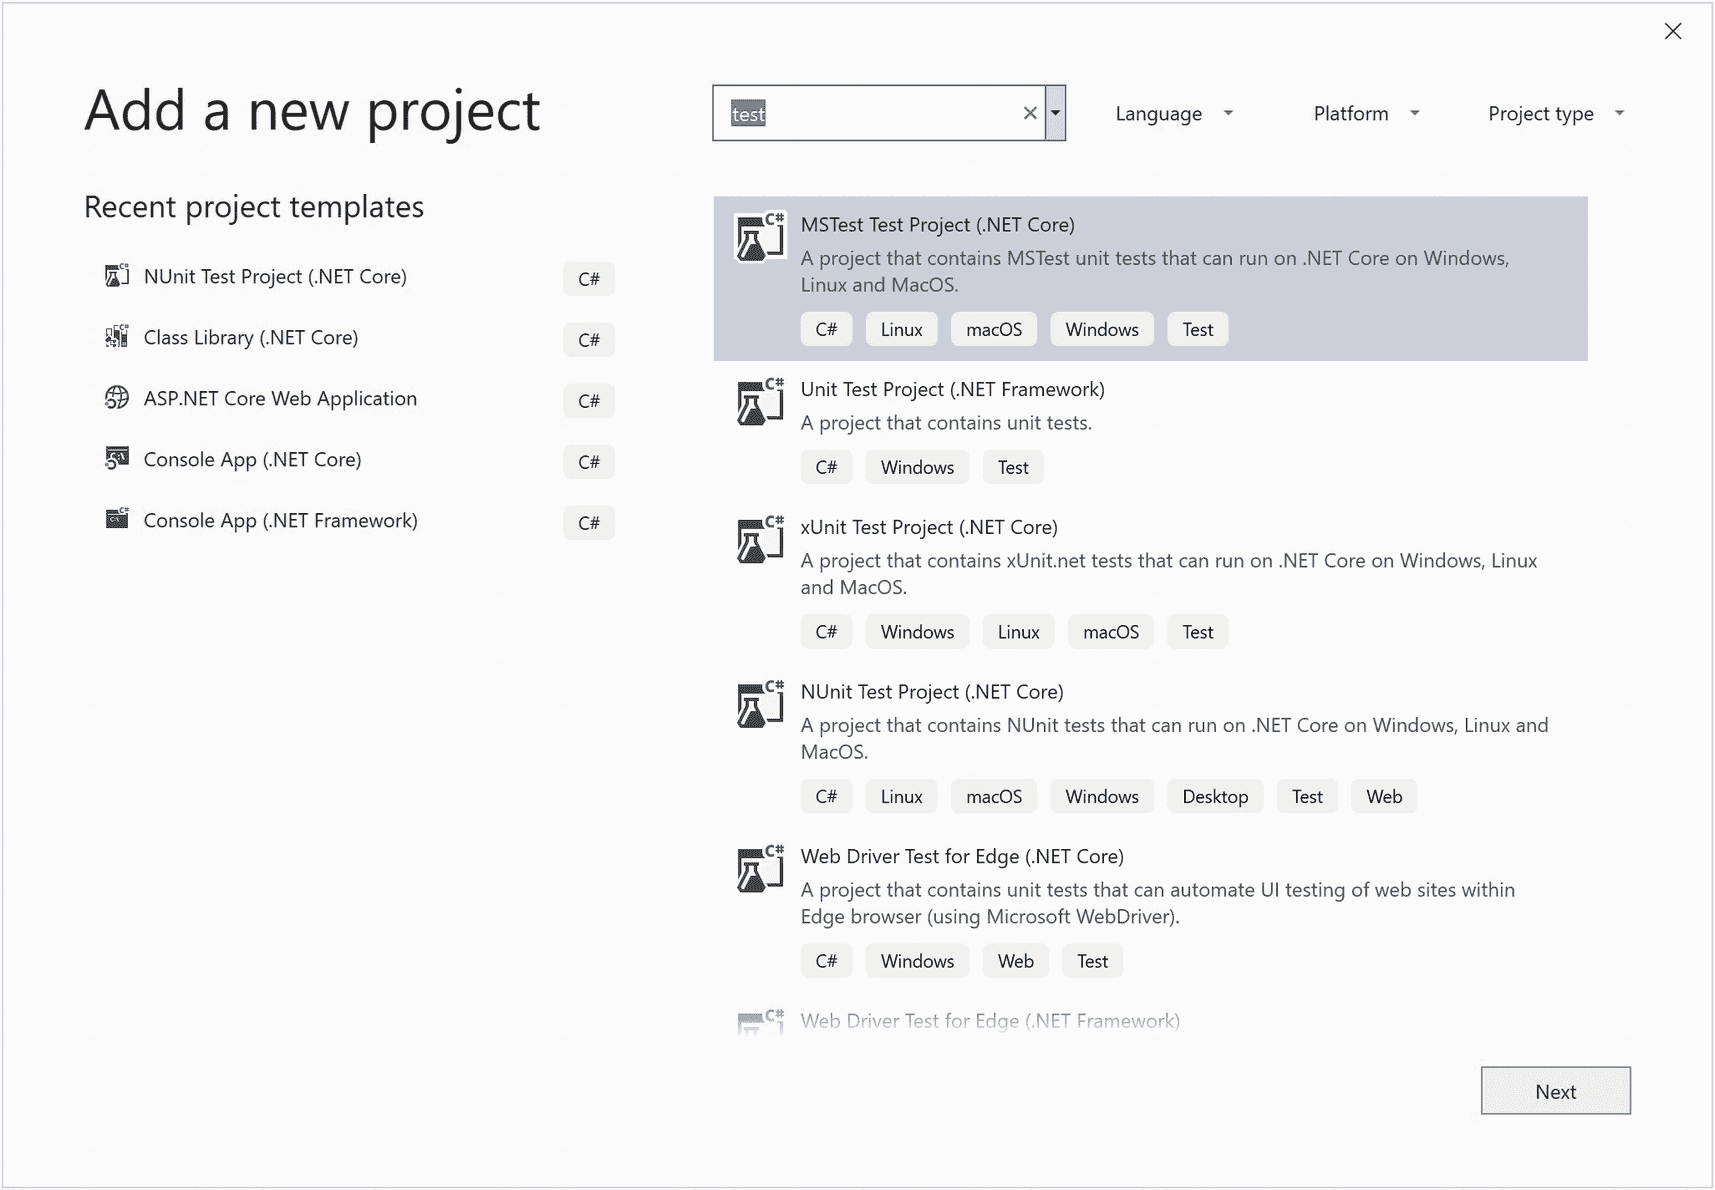 Add a new project
test
Language
Platform
Project type
Recent project templates
NUnit Test Project (.NET Core)
C#
Class Library (.NET Core)
C#
ASP.NET Core Web Application
C#
Console App (.NET Core)
C#
Console App (.NET Framework)
C#
C#
MSTest Test Project (.NET Core)
A project that contains MSTest unit tests that can run on .NET Core on Windows,
Linux and MacOS.
C# Linux macOS Windows Test
C#
Unit Test Project (.NET Framework)
A project that contains unit tests.
C# Windows Test
C#
xUnit Test Project (.NET Core)
A project that contains xUnit.net tests that can run on .NET Core on Windows, Linux
and MacOS.
C# Windows Linux macOS Test
C#
NUnit Test Project (.NET Core)
A project that contains NUnit tests that can run on .NET Core on Windows, Linux and
MacOS.
C# Linux macOS Windows Desktop Test Web
C#
Web Driver Test for Edge (.NET Core)
A project that contains unit tests that can automate UI testing of web sites within
Edge browser (using Microsoft WebDriver).
C# Windows Web Test
C#
Web Driver Test for Edge (.NET Framework)
Next